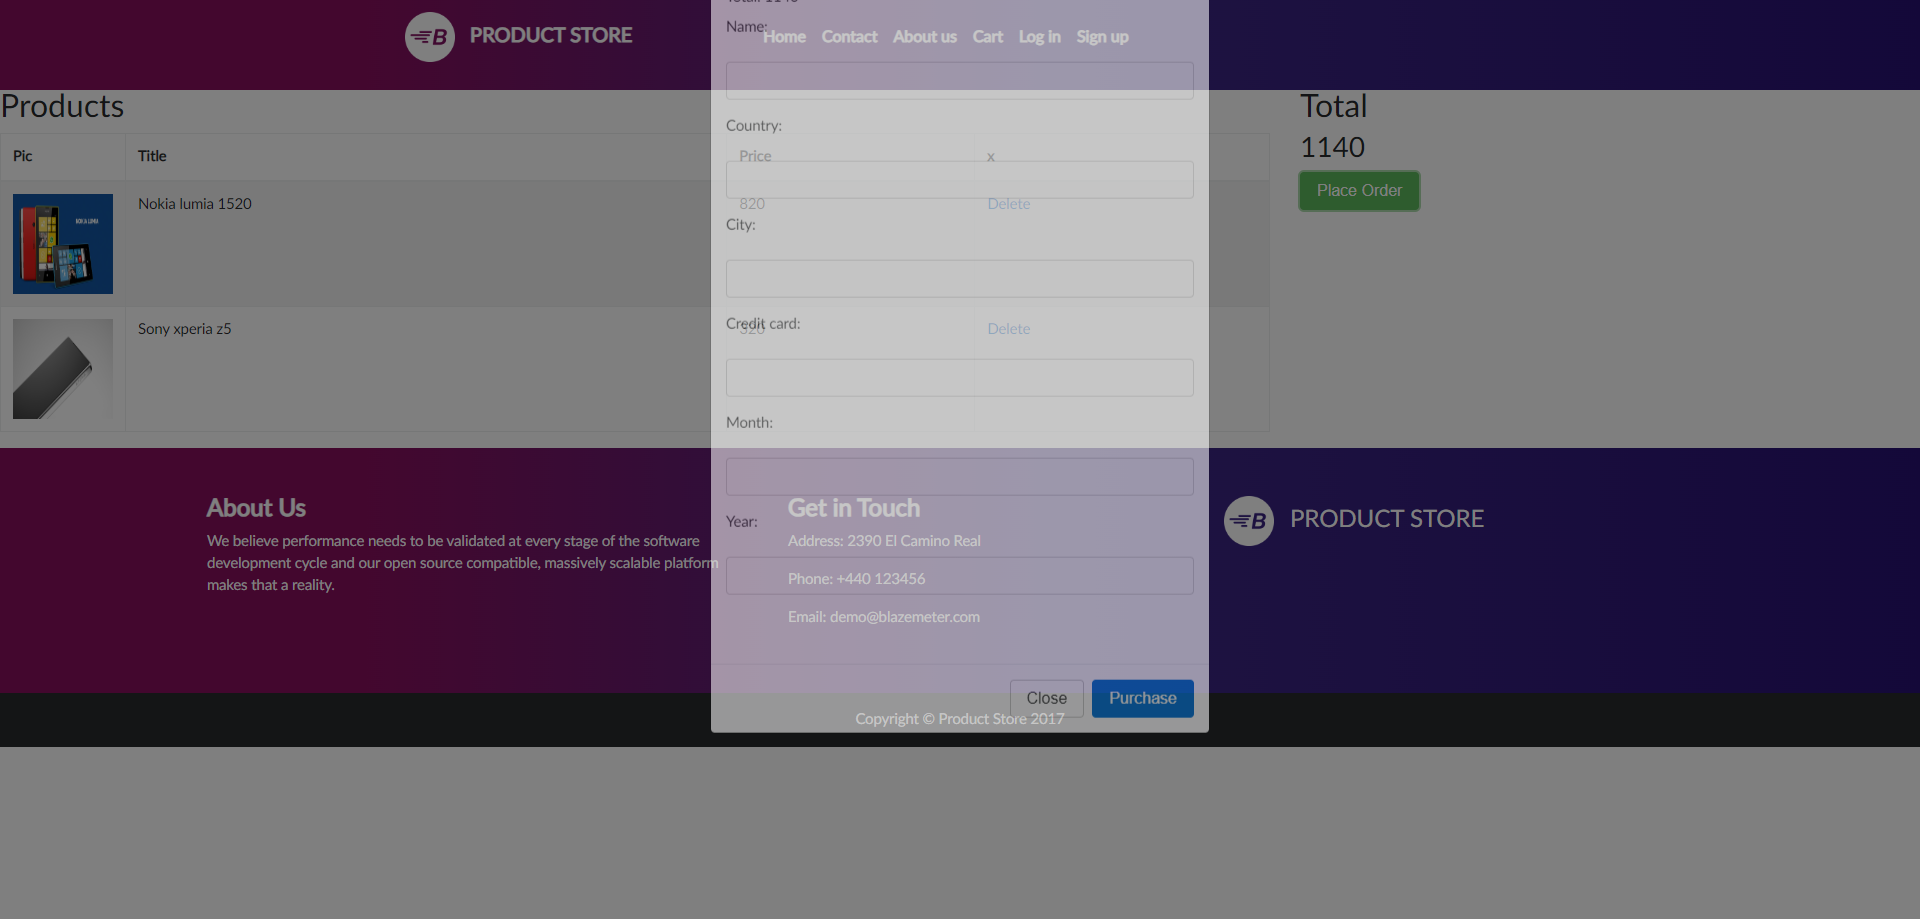 PRODUCT STORE
Total: 1140
Name:
Home Contact About us Cart Log in Sign up
Products
Total
1140
Place Order
Country:
Pic Title Price x
Nokia lumia 1520 820 Delete
City:
Credit card:
Sony xperia z5 320 Delete
Month:
Year:
About Us
We believe performance needs to be validated at every stage of the software
development cycle and our open source compatible, massively scalable platform
makes that a reality.
Get in Touch
Address: 2390 El Camino Real
Phone: +440 123456
Email: demo@blazemeter.com
PRODUCT STORE
Close Purchase
Copyright © Product Store 2017